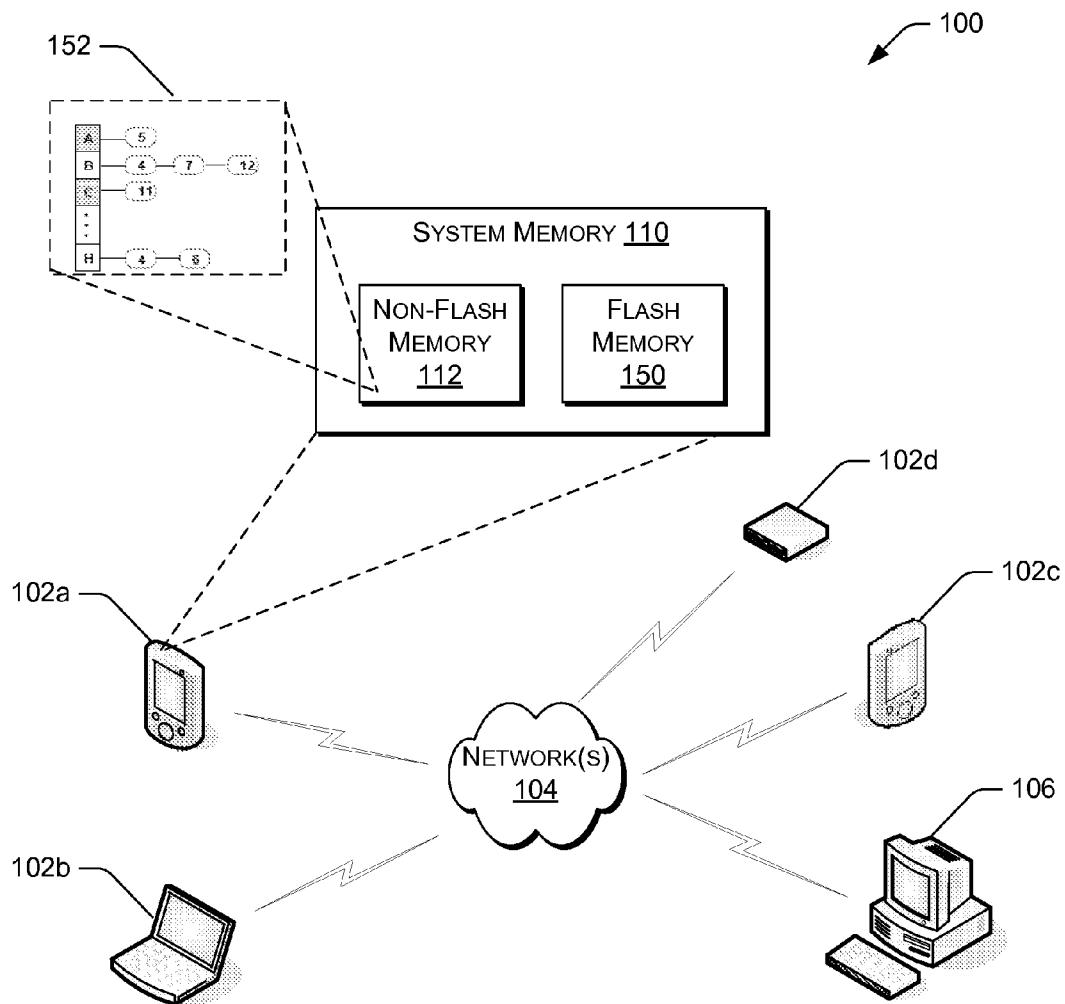 100
152
A 5
B 4 7 12
C 11
*
*
*
H 4 6
SYSTEM MEMORY 110
NON-FLASH
MEMORY
112
FLASH
MEMORY
150
102d
102c
102a
NETWORK(S)
104
106
102b